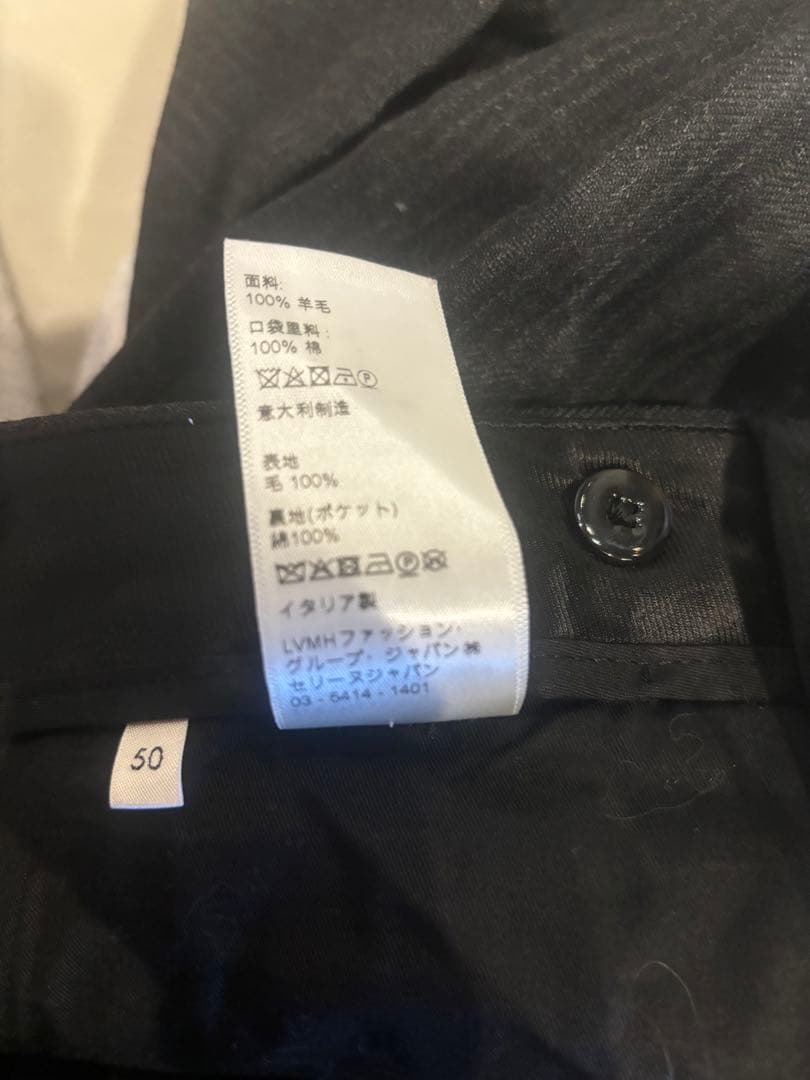 面料:
100% 羊毛
口袋里料:
100% 棉
意大利制造
表地
毛 100%
裏地(ポケット)
綿100%
イタリア製
LVMHファッション・
グループ・ジャパン㈱
セリーヌジャパン
03 - 5414 - 1401
50